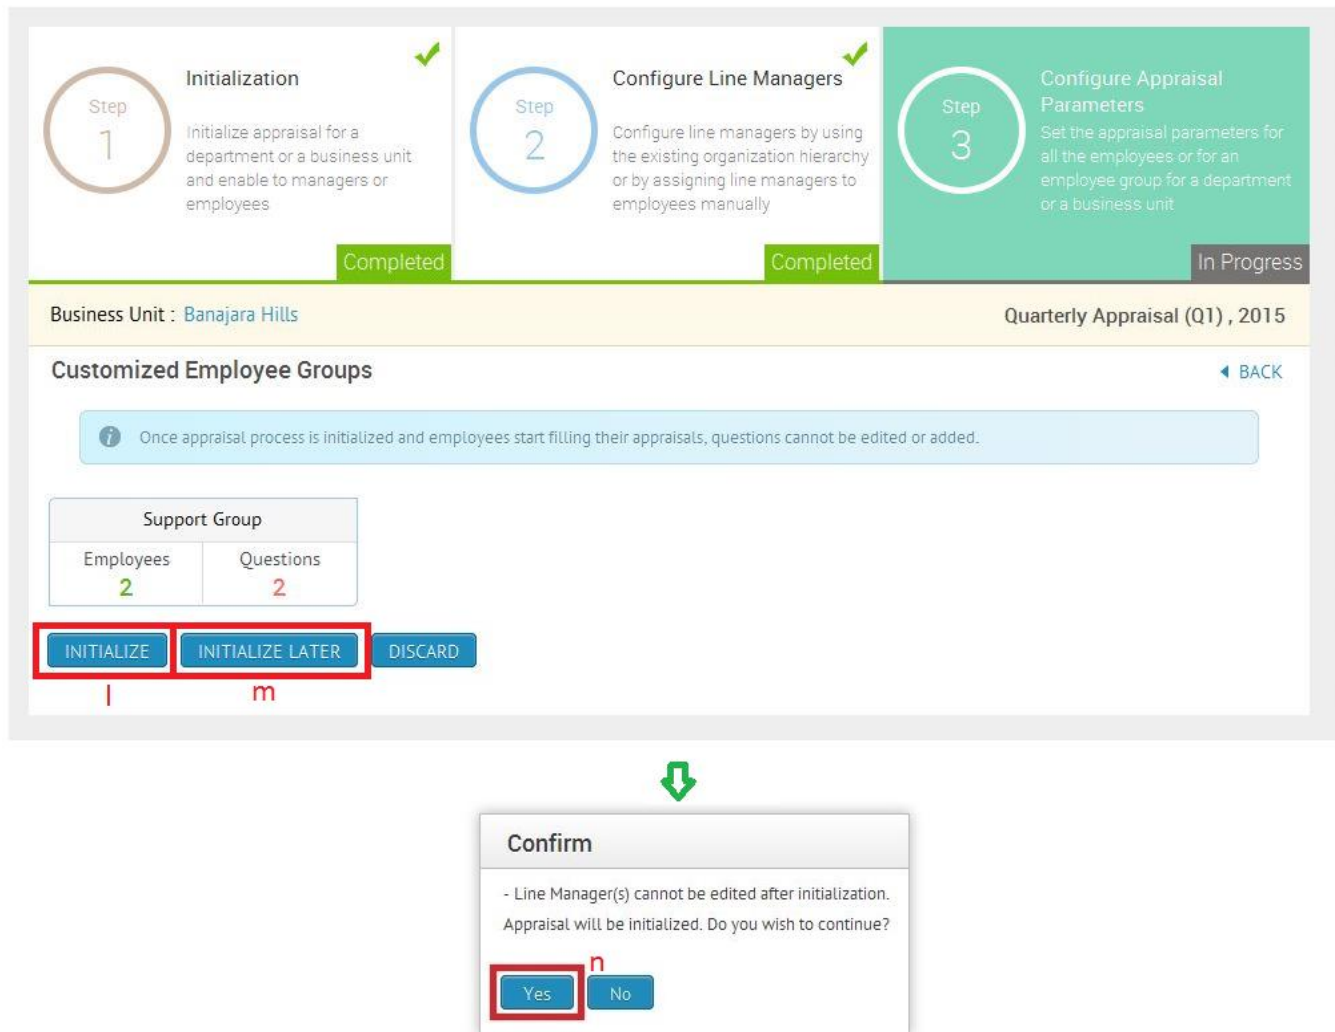 Step
1
Initialization
Initialize appraisal for a
department or a business unit
and enable to managers or
employees
Completed
Step
2
Configure Line Managers
Configure line managers by using
the existing organization hierarchy
or by assigning line managers to
employees manually
Completed
Step
3
Configure Appraisal
Parameters
Set the appraisal parameters for
all the employees or for an
employee group for a department
or a business unit
In Progress
Business Unit : Banajara Hills
Quarterly Appraisal (Q1) , 2015
Customized Employee Groups
BACK
Once appraisal process is initialized and employees start filling their appraisals, questions cannot be edited or added.
Support Group
Employees Questions
2 2
INITIALIZE INITIALIZE LATER DISCARD
l m
Confirm
- Line Manager(s) cannot be edited after initialization.
Appraisal will be initialized. Do you wish to continue?
n
Yes No